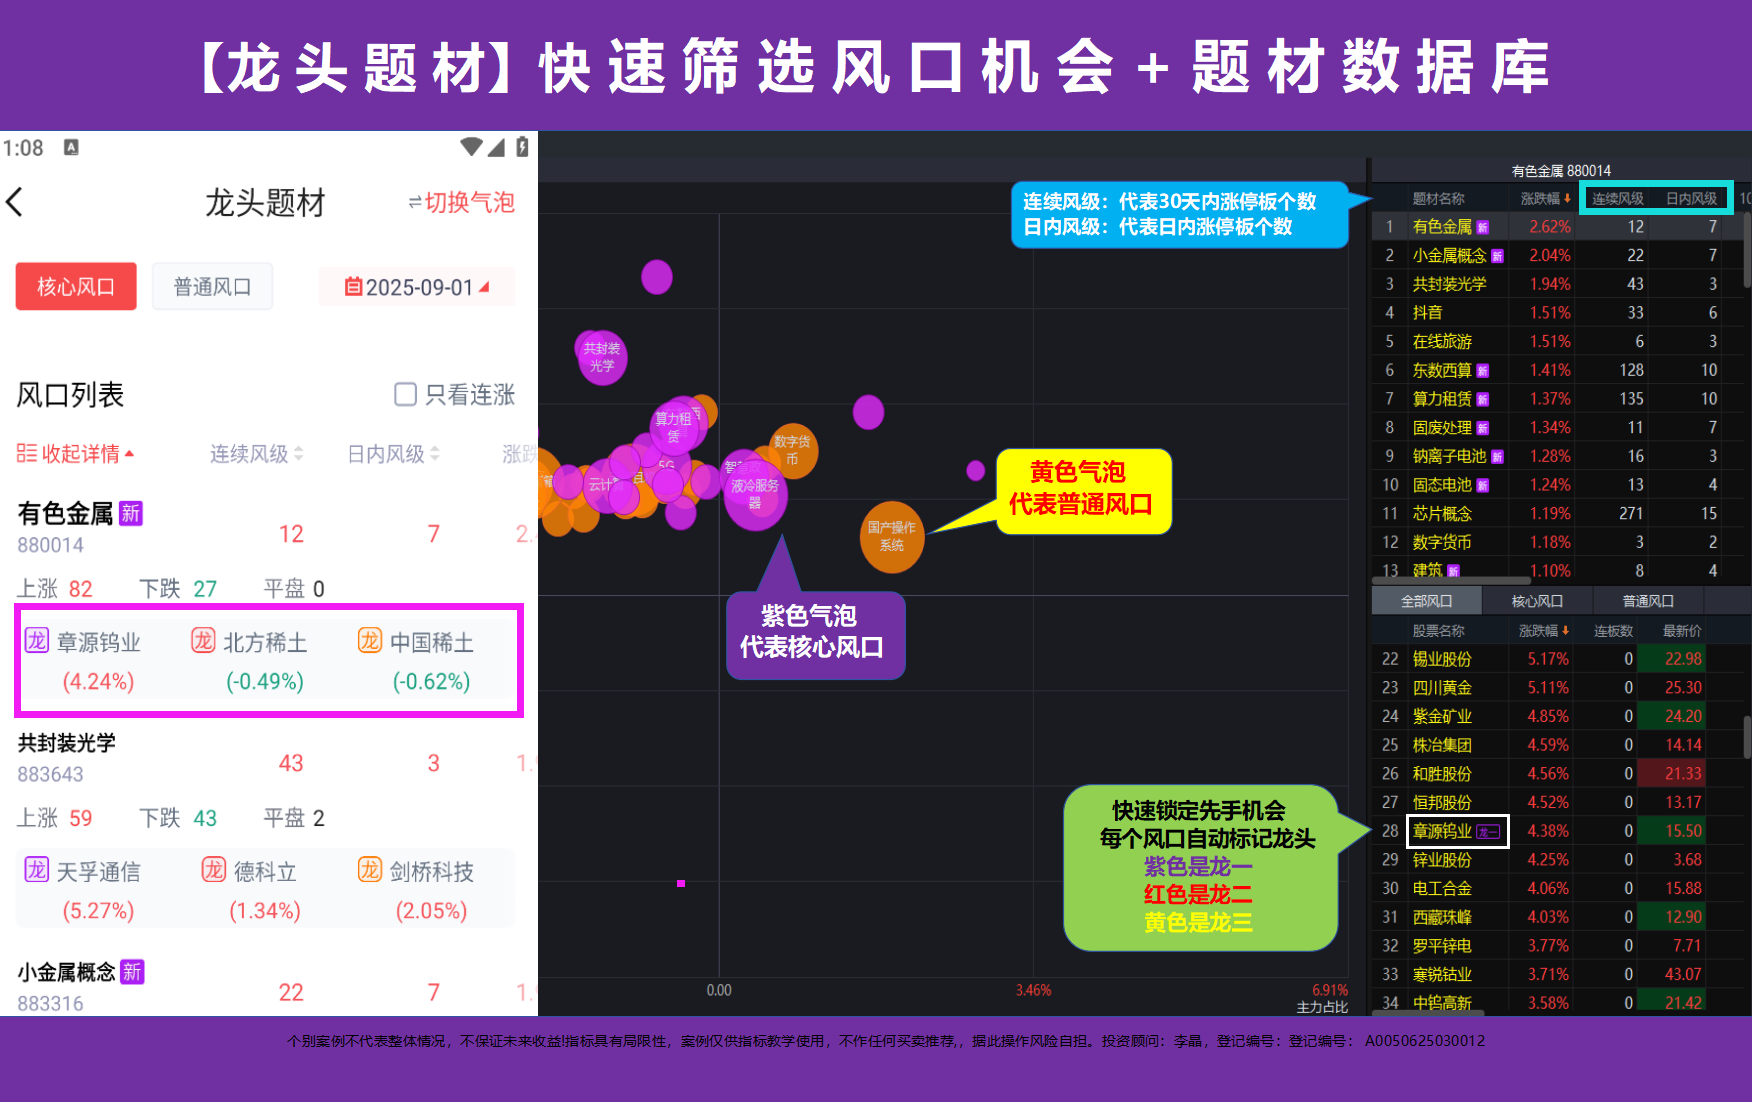 【龙头题材】快速筛选风口机会+题材数据库
1:08
龙头题材
切换气泡
核心风口
普通风口
2025-09-01
风口列表
只看连涨
收起详情
连续风级
日内风级
有色金属 新
880014
12
7
上涨 82 下跌 27 平盘 0
龙 章源钨业 龙 北方稀土 龙 中国稀土
(4.24%) (-0.49%) (-0.62%)
共封装光学
883643
43
3
上涨 59 下跌 43 平盘 2
龙 天孚通信 龙 德科立 龙 剑桥科技
(5.27%) (1.34%) (2.05%)
小金属概念 新
883316
22
7
共封装
光学
算力租
赁
5G
云计
数字货
币
液冷服务
器
国产操作
系统
连续风级：代表30天内涨停板个数
日内风级：代表日内涨停板个数
黄色气泡
代表普通风口
紫色气泡
代表核心风口
快速锁定先手机会
每个风口自动标记龙头
紫色是龙一
红色是龙二
黄色是龙三
0.00
3.46%
6.91%
主力占比
有色金属 880014
题材名称 涨跌幅 连续风级 日内风级 10
1 有色金属 新 2.62% 12 7
2 小金属概念 新 2.04% 22 7
3 共封装光学 1.94% 43 3
4 抖音 1.51% 33 6
5 在线旅游 1.51% 6 3
6 东数西算 新 1.41% 128 10
7 算力租赁 新 1.37% 135 10
8 固废处理 新 1.34% 11 7
9 钠离子电池 新 1.28% 16 3
10 固态电池 新 1.24% 13 4
11 芯片概念 1.19% 271 15
12 数字货币 1.18% 3 2
13 建筑 新 1.10% 8 4
全部风口 核心风口 普通风口
股票名称 涨跌幅 连板数 最新价
22 锡业股份 5.17% 0 22.98
23 四川黄金 5.11% 0 25.30
24 紫金矿业 4.85% 0 24.20
25 株冶集团 4.59% 0 14.14
26 和胜股份 4.56% 0 21.33
27 恒邦股份 4.52% 0 13.17
28 章源钨业 龙一 4.38% 0 15.50
29 锌业股份 4.25% 0 3.68
30 电工合金 4.06% 0 15.88
31 西藏珠峰 4.03% 0 12.90
32 罗平锌电 3.77% 0 7.71
33 寒锐钴业 3.71% 0 43.07
34 中钨高新 3.58% 0 21.42
个别案例不代表整体情况，不保证未来收益!指标具有局限性，案例仅供指标教学使用，不作任何买卖推荐,，据此操作风险自担。投资顾问：李晶，登记编号：登记编号： A0050625030012